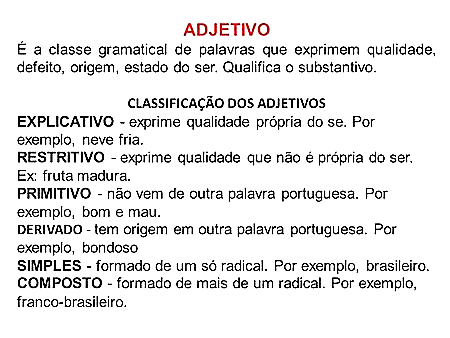 ADJETIVO
É a classe gramatical de palavras que exprimem qualidade,
defeito, origem, estado do ser. Qualifica o substantivo.
CLASSIFICAÇÃO DOS ADJETIVOS
EXPLICATIVO - exprime qualidade própria do se. Por
exemplo, neve fria.
RESTRITIVO - exprime qualidade que não é própria do ser.
Ex: fruta madura.
PRIMITIVO - não vem de outra palavra portuguesa. Por
exemplo, bom e mau.
DERIVADO - tem origem em outra palavra portuguesa. Por
exemplo, bondoso
SIMPLES - formado de um só radical. Por exemplo, brasileiro.
COMPOSTO - formado de mais de um radical. Por exemplo,
franco-brasileiro.